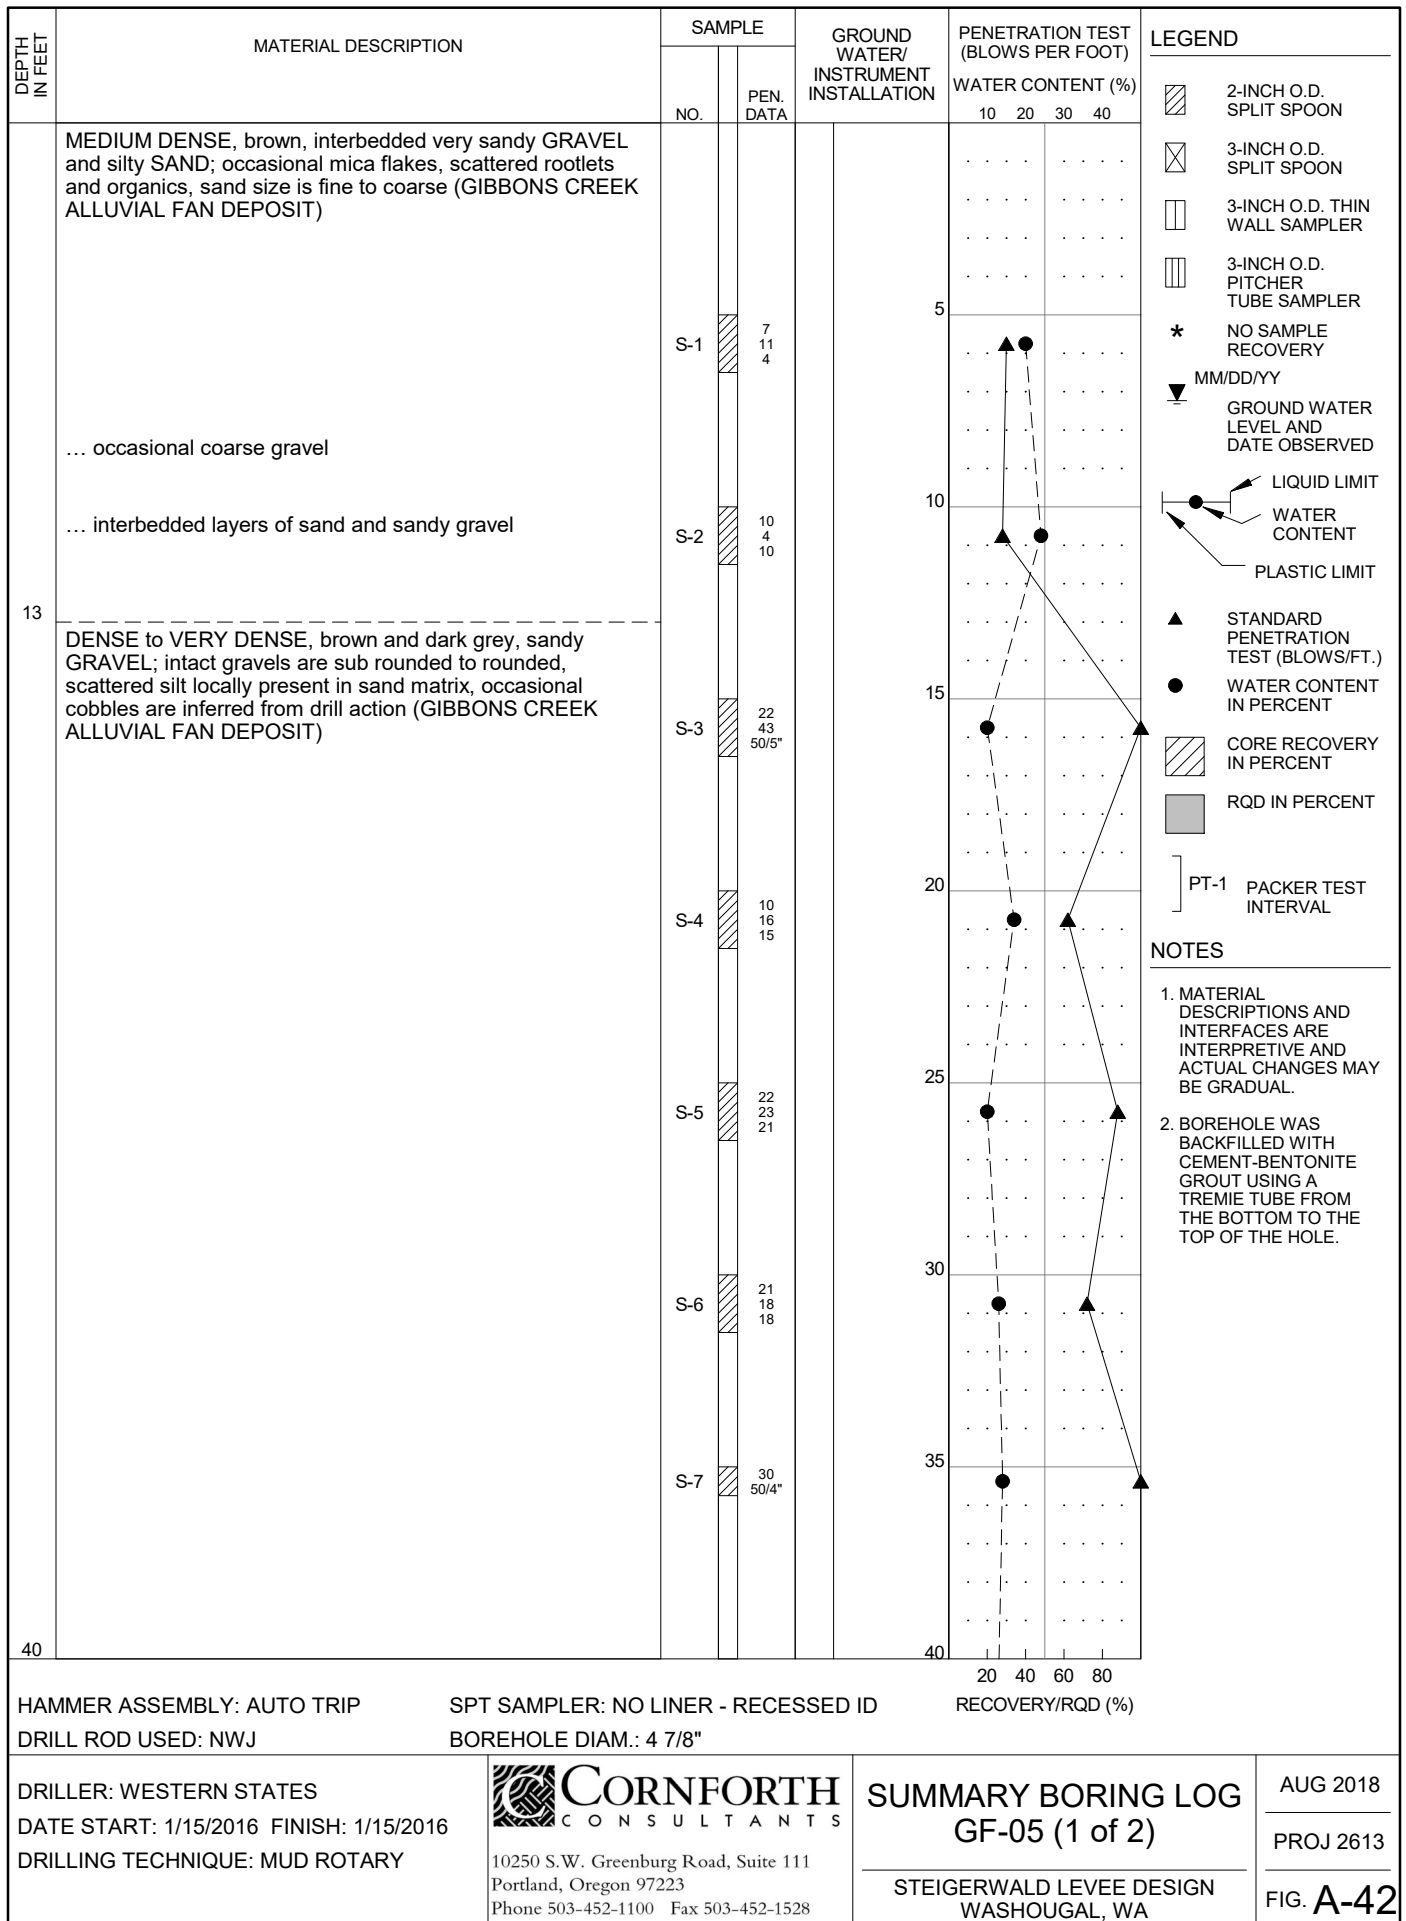 DEPTH
IN FEET
MATERIAL DESCRIPTION
SAMPLE
NO.
PEN.
DATA
GROUND
WATER/
INSTRUMENT
INSTALLATION
PENETRATION TEST
(BLOWS PER FOOT)
WATER CONTENT (%)
10 20 30 40
MEDIUM DENSE, brown, interbedded very sandy GRAVEL
and silty SAND; occasional mica flakes, scattered rootlets
and organics, sand size is fine to coarse (GIBBONS CREEK
ALLUVIAL FAN DEPOSIT)
5
S-1
7
11
4
… occasional coarse gravel
10
… interbedded layers of sand and sandy gravel
S-2
10
4
10
13
DENSE to VERY DENSE, brown and dark grey, sandy
GRAVEL; intact gravels are sub rounded to rounded,
scattered silt locally present in sand matrix, occasional
cobbles are inferred from drill action (GIBBONS CREEK
ALLUVIAL FAN DEPOSIT)
15
S-3
22
43
50/5"
20
S-4
10
16
15
25
S-5
22
23
21
30
S-6
21
18
18
35
S-7
30
50/4"
40
40
20 40 60 80
RECOVERY/RQD (%)
LEGEND
2-INCH O.D.
SPLIT SPOON
3-INCH O.D.
SPLIT SPOON
3-INCH O.D. THIN
WALL SAMPLER
3-INCH O.D.
PITCHER
TUBE SAMPLER
* NO SAMPLE
RECOVERY
MM/DD/YY
GROUND WATER
LEVEL AND
DATE OBSERVED
LIQUID LIMIT
WATER
CONTENT
PLASTIC LIMIT
STANDARD
PENETRATION
TEST (BLOWS/FT.)
WATER CONTENT
IN PERCENT
CORE RECOVERY
IN PERCENT
RQD IN PERCENT
PT-1 PACKER TEST
INTERVAL
NOTES
1. MATERIAL
DESCRIPTIONS AND
INTERFACES ARE
INTERPRETIVE AND
ACTUAL CHANGES MAY
BE GRADUAL.
2. BOREHOLE WAS
BACKFILLED WITH
CEMENT-BENTONITE
GROUT USING A
TREMIE TUBE FROM
THE BOTTOM TO THE
TOP OF THE HOLE.
HAMMER ASSEMBLY: AUTO TRIP SPT SAMPLER: NO LINER - RECESSED ID
DRILL ROD USED: NWJ BOREHOLE DIAM.: 4 7/8"
DRILLER: WESTERN STATES
DATE START: 1/15/2016 FINISH: 1/15/2016
DRILLING TECHNIQUE: MUD ROTARY
CORNFORTH
CONSULTANTS
10250 S.W. Greenburg Road, Suite 111
Portland, Oregon 97223
Phone 503-452-1100 Fax 503-452-1528
SUMMARY BORING LOG
GF-05 (1 of 2)
STEIGERWALD LEVEE DESIGN
WASHOUGAL, WA
AUG 2018
PROJ 2613
FIG. A-42